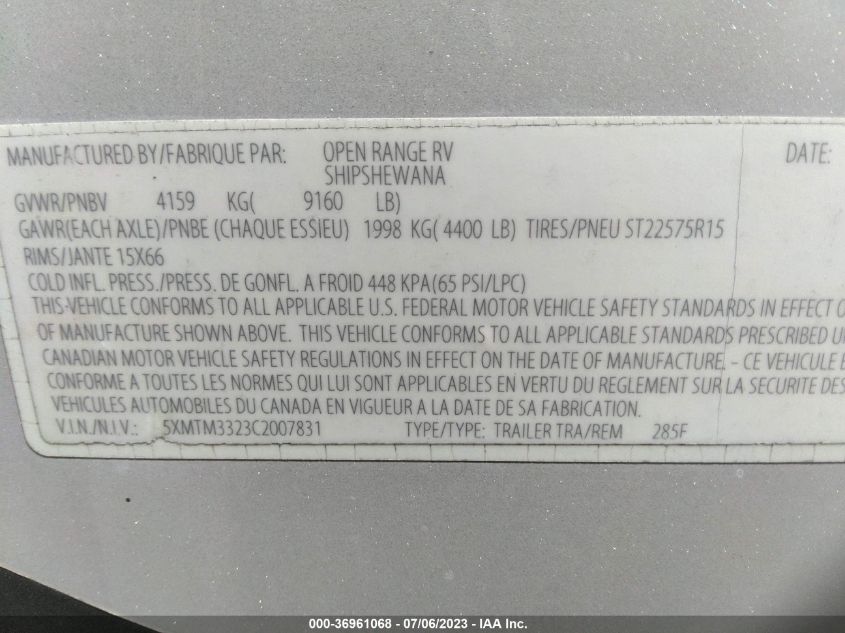 MANUFACTURED BY/FABRIQUE PAR: OPEN RANGE RV DATE:
SHIPSHEWANA
GVWR/PNBV 4159 KG( 9160 LB)
GAWR(EACH AXLE)/PNBE (CHAQUE ESSIEU) 1998 KG( 4400 LB) TIRES/PNEU ST22575R15
RIMS/JANTE 15X66
COLD INFL. PRESS./PRESS. DE GONFL. A FROID 448 KPA(65 PSI/LPC)
THIS VEHICLE CONFORMS TO ALL APPLICABLE U.S. FEDERAL MOTOR VEHICLE SAFETY STANDARDS IN EFFECT
OF MANUFACTURE SHOWN ABOVE. THIS VEHICLE CONFORMS TO ALL APPLICABLE STANDARDS PRESCRIBED
CANADIAN MOTOR VEHICLE SAFETY REGULATIONS IN EFFECT ON THE DATE OF MANUFACTURE. - CE VEHICULE
CONFORME A TOUTES LES NORMES QUI LUI SONT APPLICABLES EN VERTU DU REGLEMENT SUR LA SECURITE DES
VEHICULES AUTOMOBILES DU CANADA EN VIGUEUR A LA DATE DE SA FABRICATION.
V.I.N./N.I.V.: 5XMTM3323C2007831 TYPE/TYPE: TRAILER TRA/REM 285F
000-36961068 - 07/06/2023 - IAA Inc.